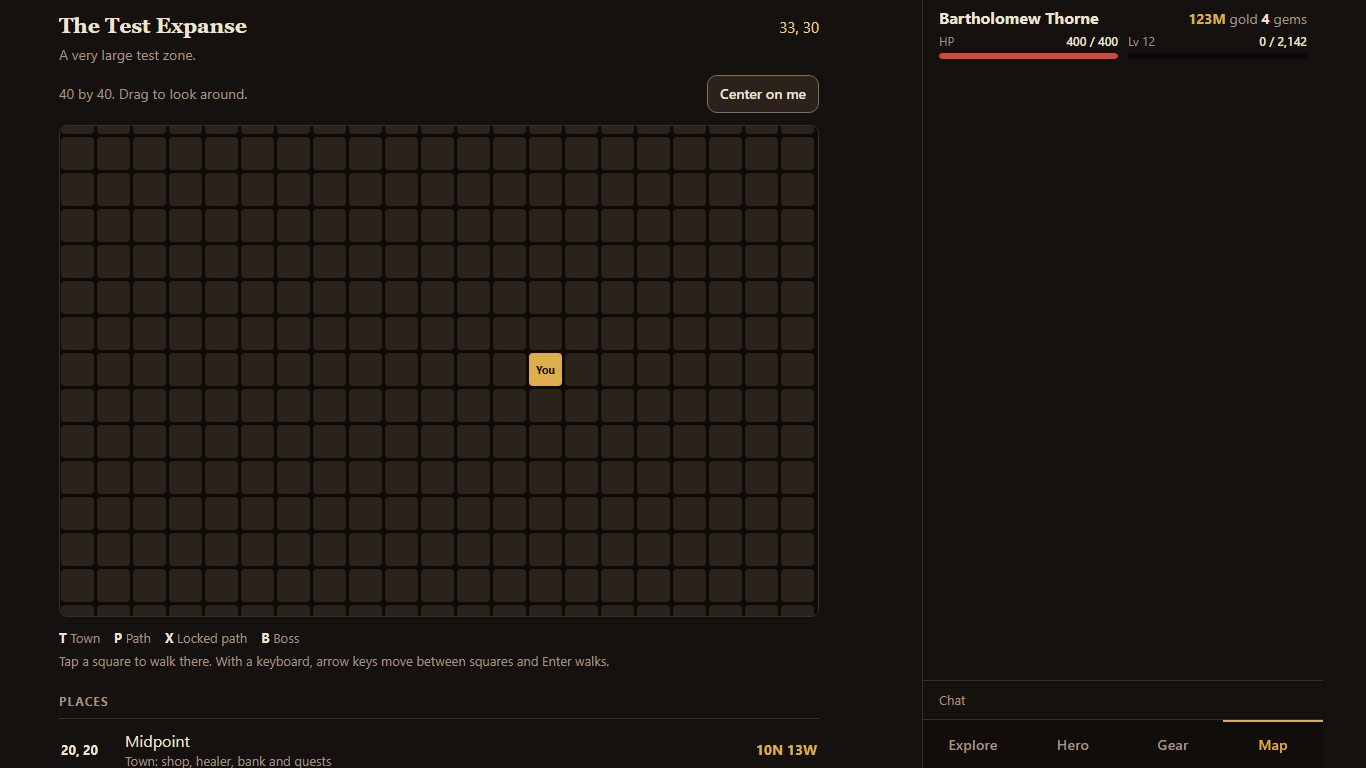 The Test Expanse
33, 30
A very large test zone.
40 by 40. Drag to look around.
Center on me
You
T Town P Path X Locked path B Boss
Tap a square to walk there. With a keyboard, arrow keys move between squares and Enter walks.
PLACES
20, 20
Midpoint
Town: shop, healer, bank and quests
10N 13W
Bartholomew Thorne
123M gold 4 gems
HP 400 / 400
Lv 12 0 / 2,142
Chat
Explore
Hero
Gear
Map